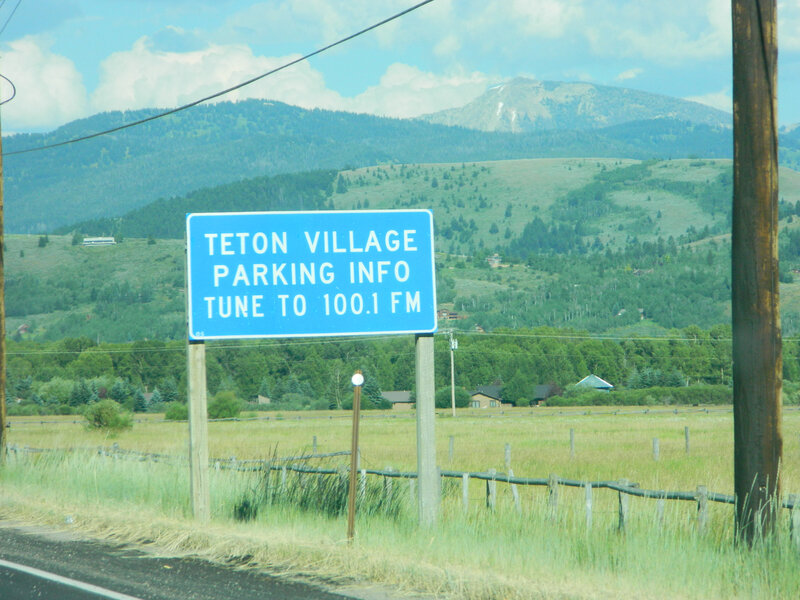 TETON VILLAGE
PARKING INFO
TUNE TO 100.1 FM